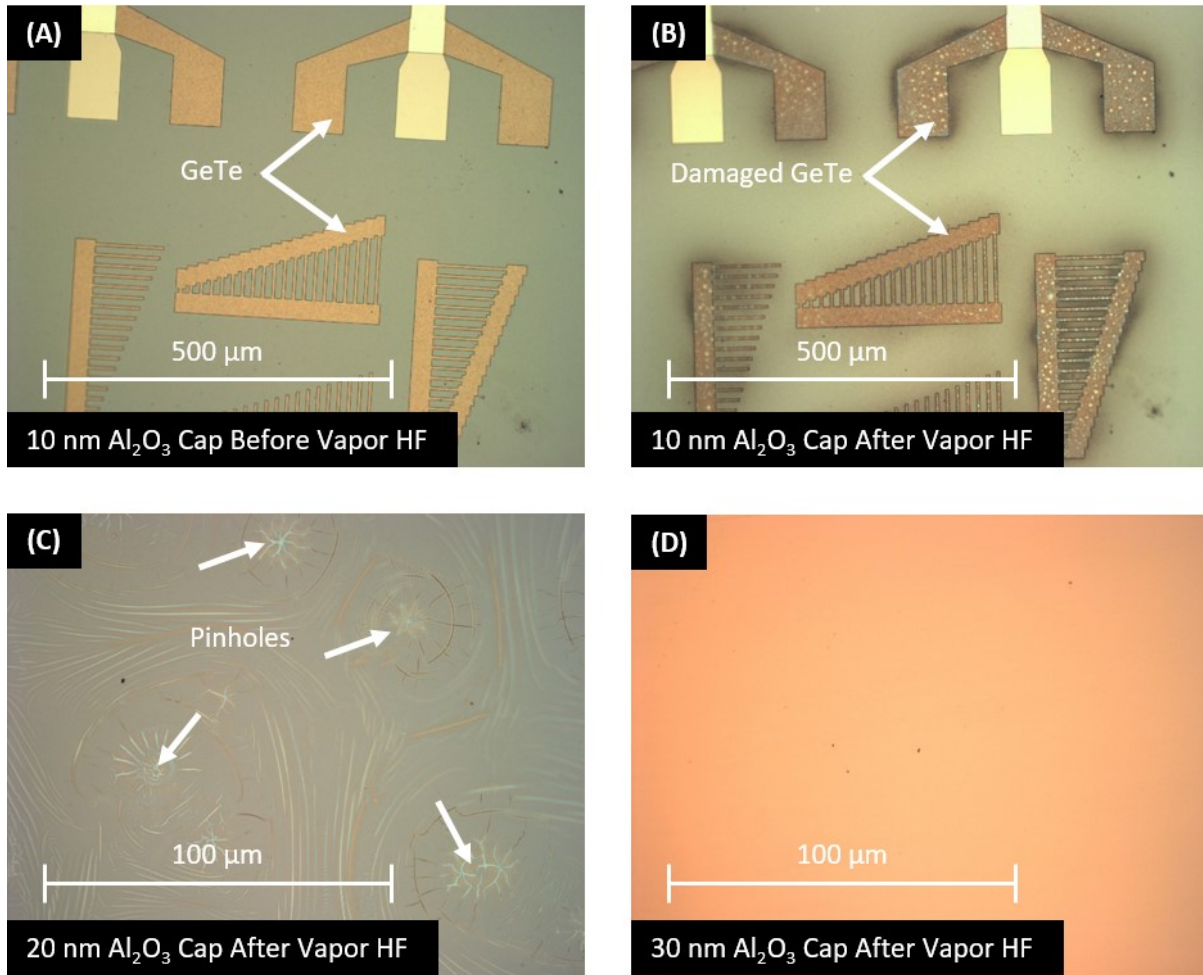 (A)
GeTe
500 µm
10 nm Al₂O₃ Cap Before Vapor HF
(B)
Damaged GeTe
500 µm
10 nm Al₂O₃ Cap After Vapor HF
(C)
Pinholes
100 µm
20 nm Al₂O₃ Cap After Vapor HF
(D)
100 µm
30 nm Al₂O₃ Cap After Vapor HF